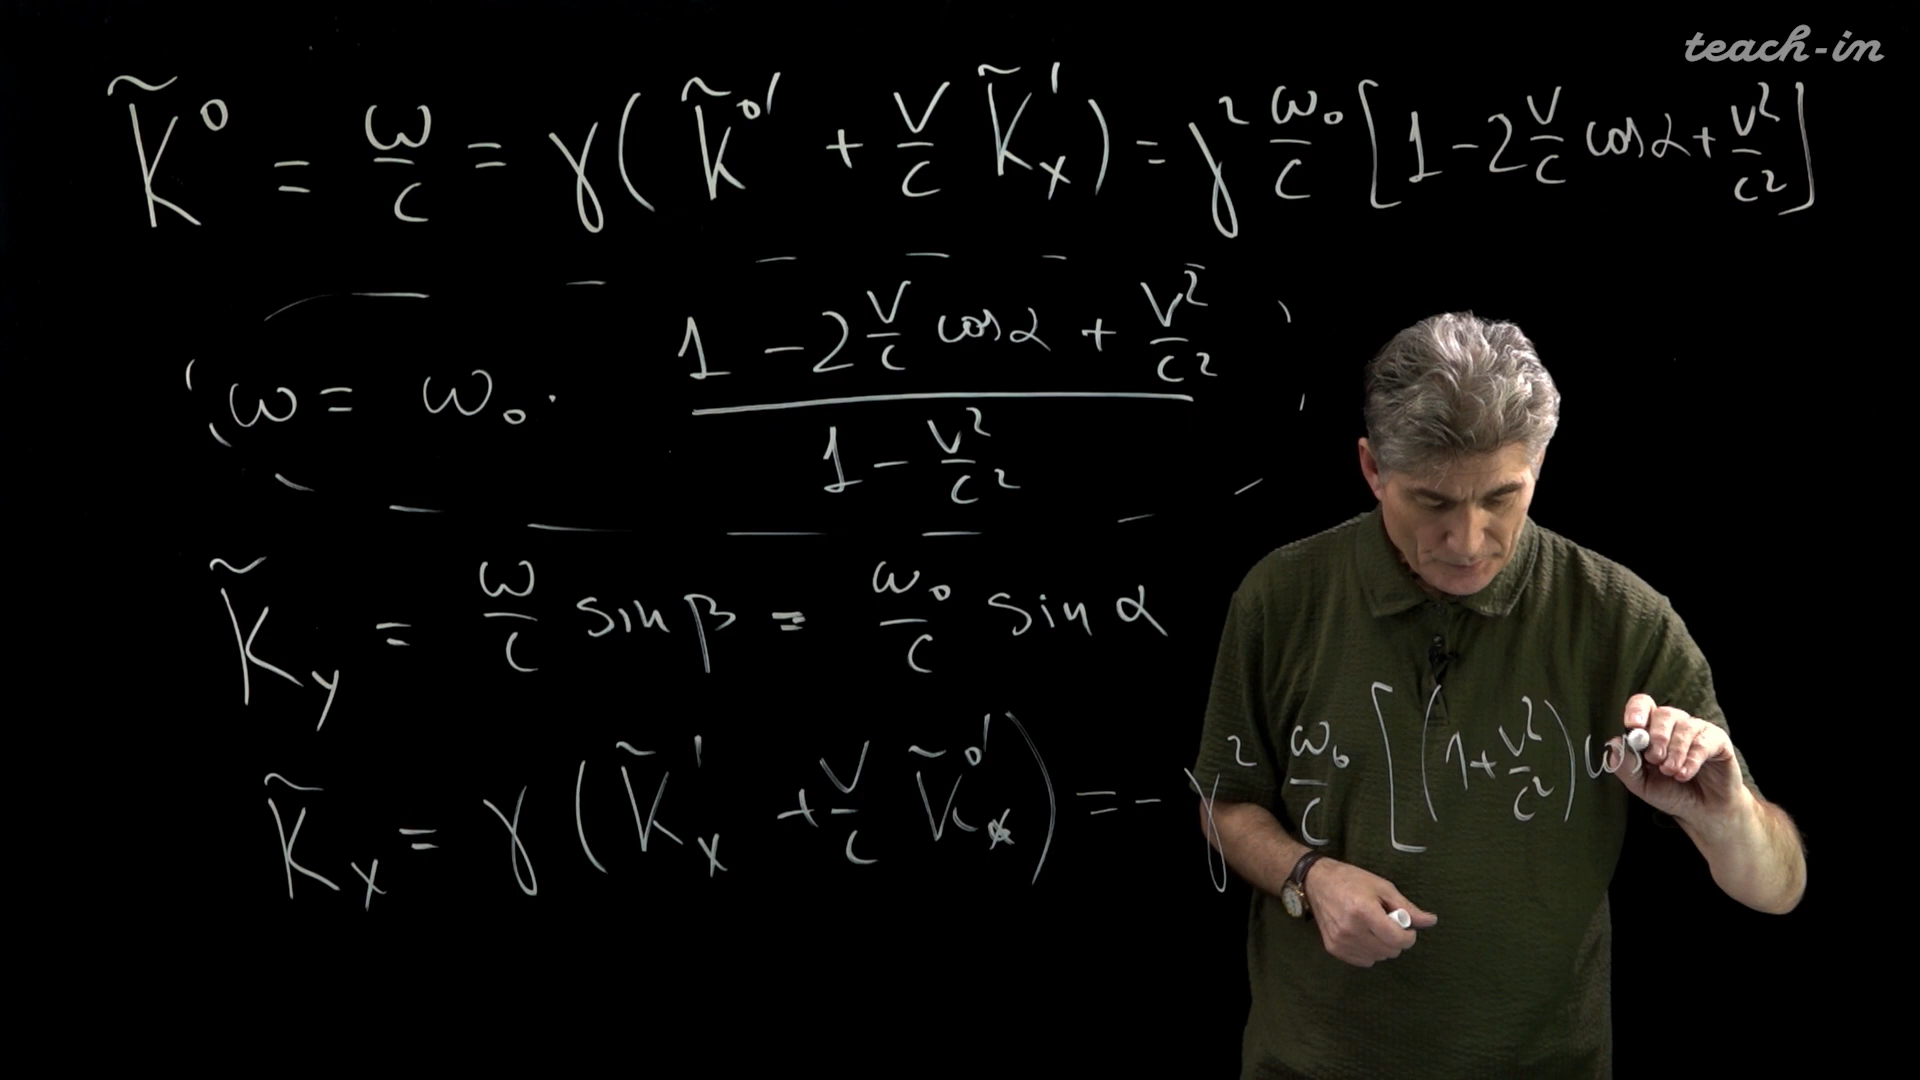 teach-in
K̃⁰ = ω/c = γ(k̃⁰′ + V/c K̃ₓ′) = γ² ω₀/c [1 - 2 V/c cos α + V²/c²]
ω = ω₀ · (1 - 2 V/c cos α + V²/c²) / (1 - V²/c²)
K̃_y = ω/c sin β = ω₀/c sin α
K̃ₓ = γ(K̃ₓ′ + V/c K̃⁰′) = - γ² ω₀/c [(1 + V²/c²) cos